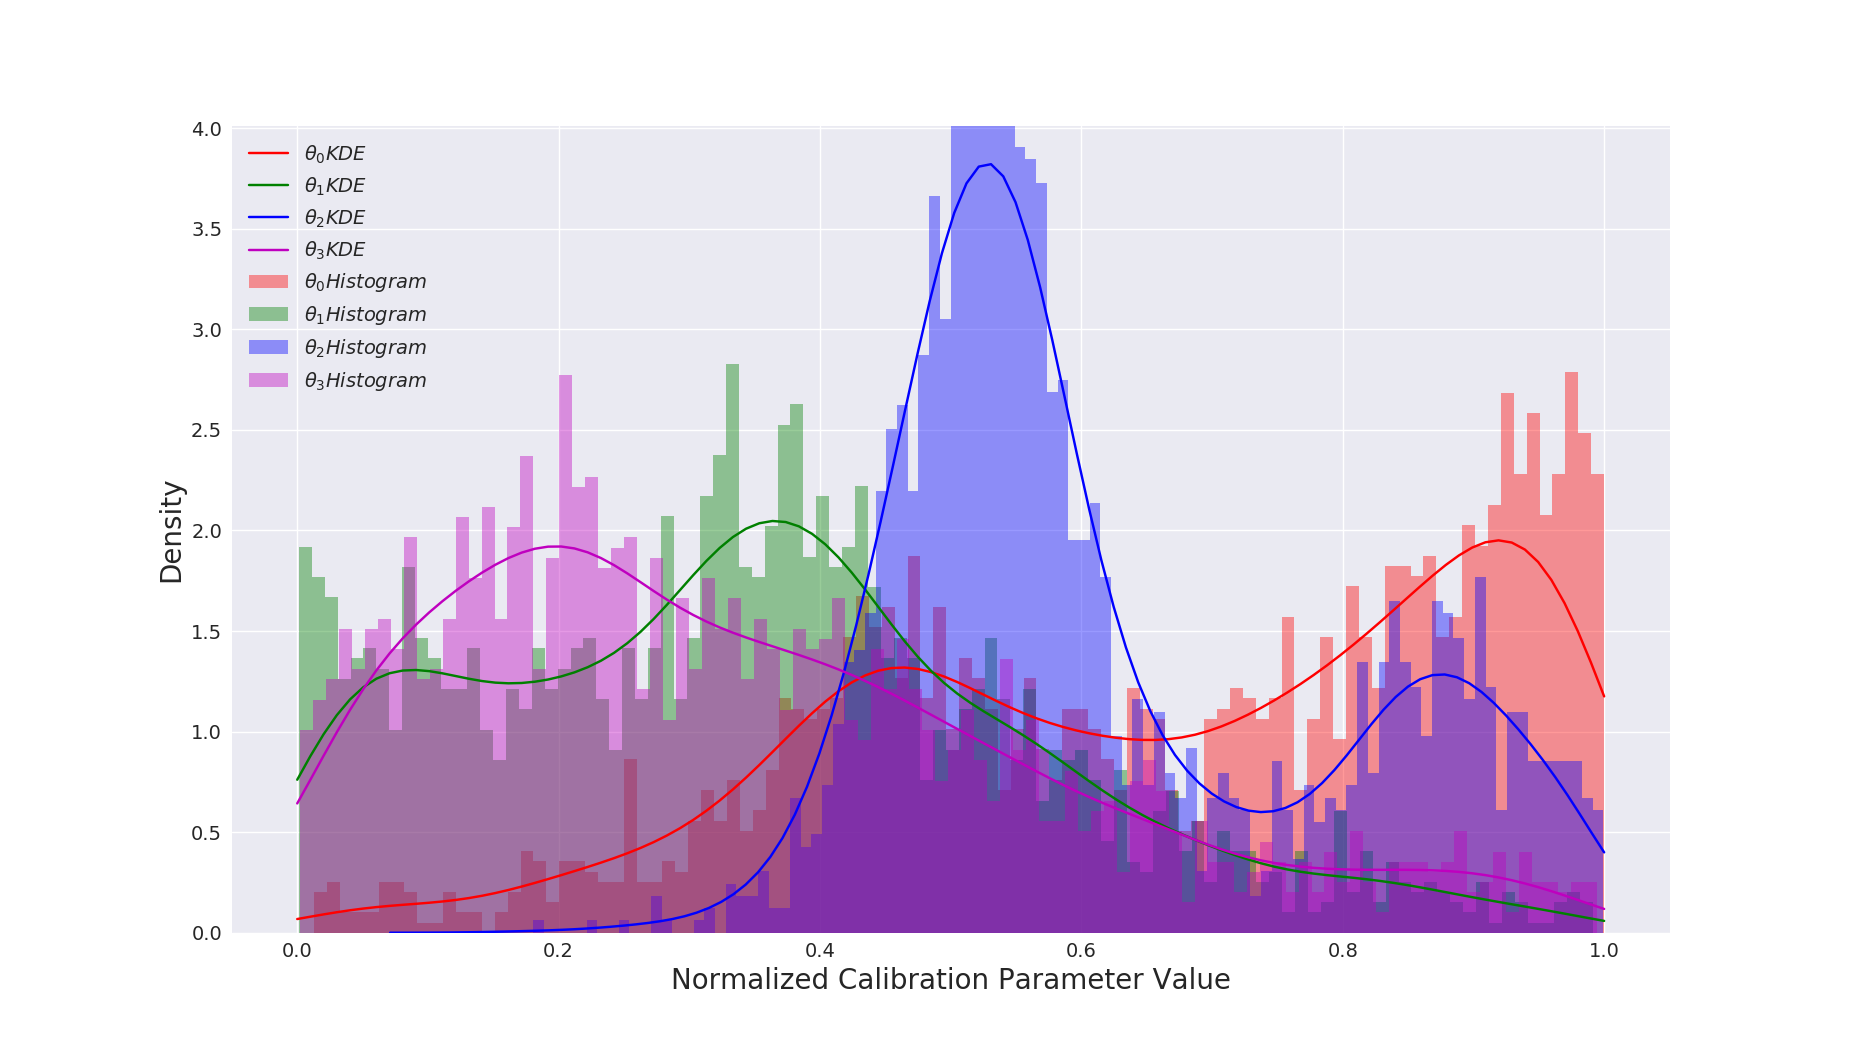 4.0
3.5
3.0
2.5
2.0
1.5
1.0
0.5
0.0
Density
θ₀KDE
θ₁KDE
θ₂KDE
θ₃KDE
θ₀Histogram
θ₁Histogram
θ₂Histogram
θ₃Histogram
0.0 0.2 0.4 0.6 0.8 1.0
Normalized Calibration Parameter Value